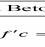 Beto
f'c =